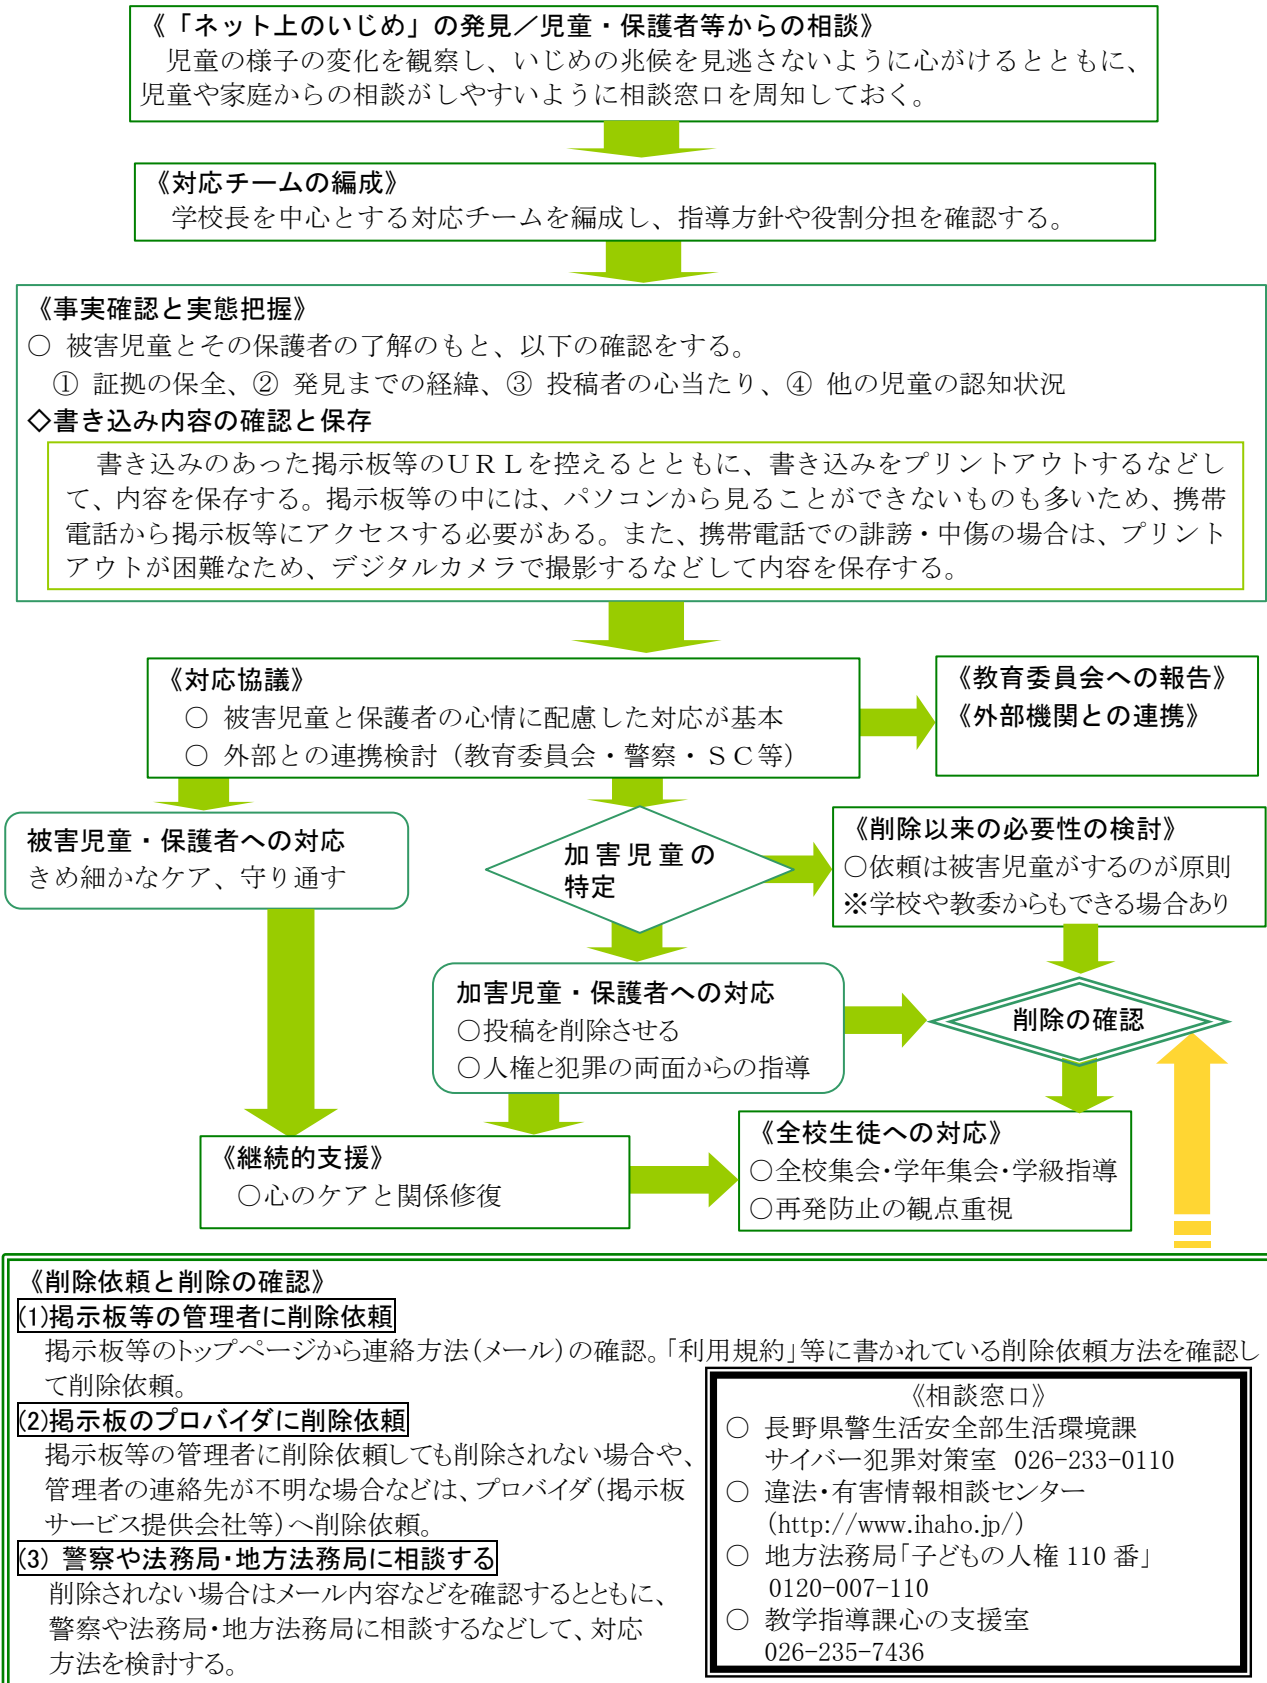 《「ネット上のいじめ」の発見／児童・保護者等からの相談》
児童の様子の変化を観察し、いじめの兆候を見逃さないように心がけるとともに、
児童や家庭からの相談がしやすいように相談窓口を周知しておく。
《対応チームの編成》
学校長を中心とする対応チームを編成し、指導方針や役割分担を確認する。
《事実確認と実態把握》
○ 被害児童とその保護者の了解のもと、以下の確認をする。
① 証拠の保全、② 発見までの経緯、③ 投稿者の心当たり、④ 他の児童の認知状況
◇書き込み内容の確認と保存
書き込みのあった掲示板等のＵＲＬを控えるとともに、書き込みをプリントアウトするなどし
て、内容を保存する。掲示板等の中には、パソコンから見ることができないものも多いため、携帯
電話から掲示板等にアクセスする必要がある。また、携帯電話での誹謗・中傷の場合は、プリント
アウトが困難なため、デジタルカメラで撮影するなどして内容を保存する。
《対応協議》
○ 被害児童と保護者の心情に配慮した対応が基本
○ 外部との連携検討（教育委員会・警察・ＳＣ等）
《教育委員会への報告》
《外部機関との連携》
被害児童・保護者への対応
きめ細かなケア、守り通す
加害児童の
特定
《削除以来の必要性の検討》
○依頼は被害児童がするのが原則
※学校や教委からもできる場合あり
加害児童・保護者への対応
○投稿を削除させる
○人権と犯罪の両面からの指導
削除の確認
《継続的支援》
○心のケアと関係修復
《全校生徒への対応》
○全校集会・学年集会・学級指導
○再発防止の観点重視
《削除依頼と削除の確認》
(1)掲示板等の管理者に削除依頼
掲示板等のトップページから連絡方法（メール）の確認。「利用規約」等に書かれている削除依頼方法を確認し
て削除依頼。
(2)掲示板のプロバイダに削除依頼
掲示板等の管理者に削除依頼しても削除されない場合や、
管理者の連絡先が不明な場合などは、プロバイダ（掲示板
サービス提供会社等）へ削除依頼。
(3) 警察や法務局・地方法務局に相談する
削除されない場合はメール内容などを確認するとともに、
警察や法務局・地方法務局に相談するなどして、対応
方法を検討する。
《相談窓口》
○ 長野県警生活安全部生活環境課
サイバー犯罪対策室 026-233-0110
○ 違法・有害情報相談センター
(http://www.ihaho.jp/)
○ 地方法務局「子どもの人権 110 番」
0120-007-110
○ 教学指導課心の支援室
026-235-7436